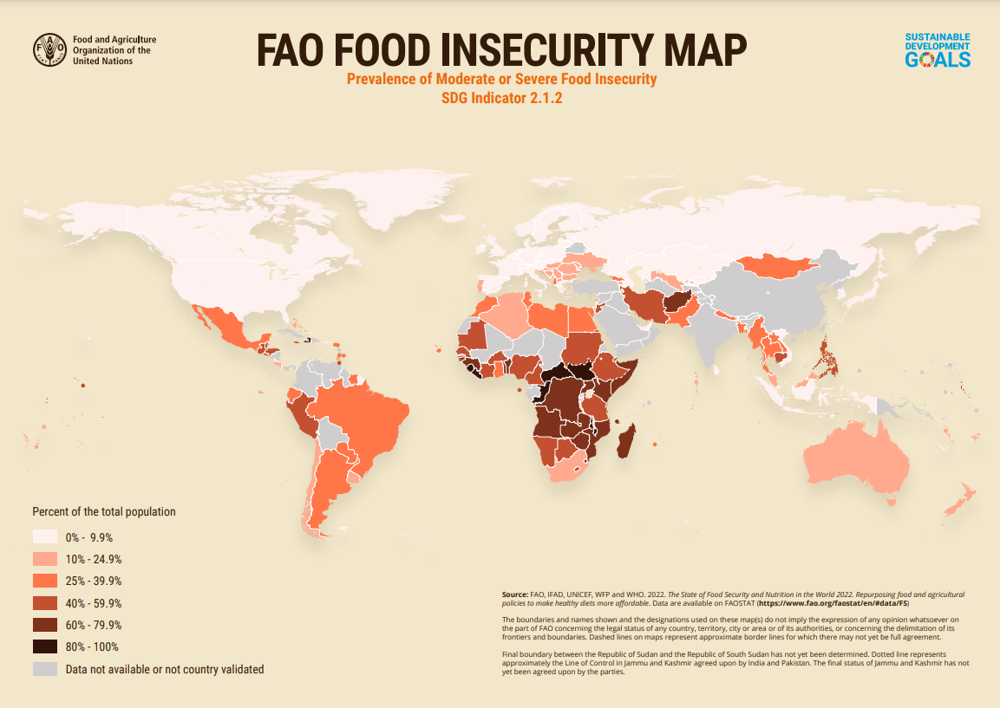 Food and Agriculture
Organization of the
United Nations
FAO FOOD INSECURITY MAP
Prevalence of Moderate or Severe Food Insecurity
SDG Indicator 2.1.2
SUSTAINABLE
DEVELOPMENT
GOALS
F A O
FIAT PANIS
Percent of the total population
0% - 9.9%
10% - 24.9%
25% - 39.9%
40% - 59.9%
60% - 79.9%
80% - 100%
Data not available or not country validated
Source: FAO, IFAD, UNICEF, WFP and WHO. 2022. The State of Food Security and Nutrition in the World 2022. Repurposing food and agricultural
policies to make healthy diets more affordable. Data are available on FAOSTAT (https://www.fao.org/faostat/en/#data/FS)
The boundaries and names shown and the designations used on these map(s) do not imply the expression of any opinion whatsoever on
the part of FAO concerning the legal status of any country, territory, city or area or of its authorities, or concerning the delimitation of its
frontiers and boundaries. Dashed lines on maps represent approximate border lines for which there may not yet be full agreement.
Final boundary between the Republic of Sudan and the Republic of South Sudan has not yet been determined. Dotted line represents
approximately the Line of Control in Jammu and Kashmir agreed upon by India and Pakistan. The final status of Jammu and Kashmir has not
yet been agreed upon by the parties.